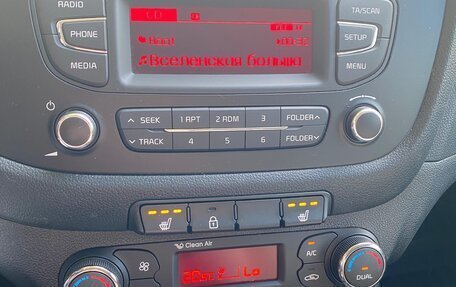 RADIO
TA/SCAN
CD
PHONE
SETUP
MEDIA
MENU
Вселенская больша
SEEK 1 APT 2 RDM 3 FOLDER
TRACK 4 5 6 FOLDER
Clean Air
A/C
Lo
DUAL